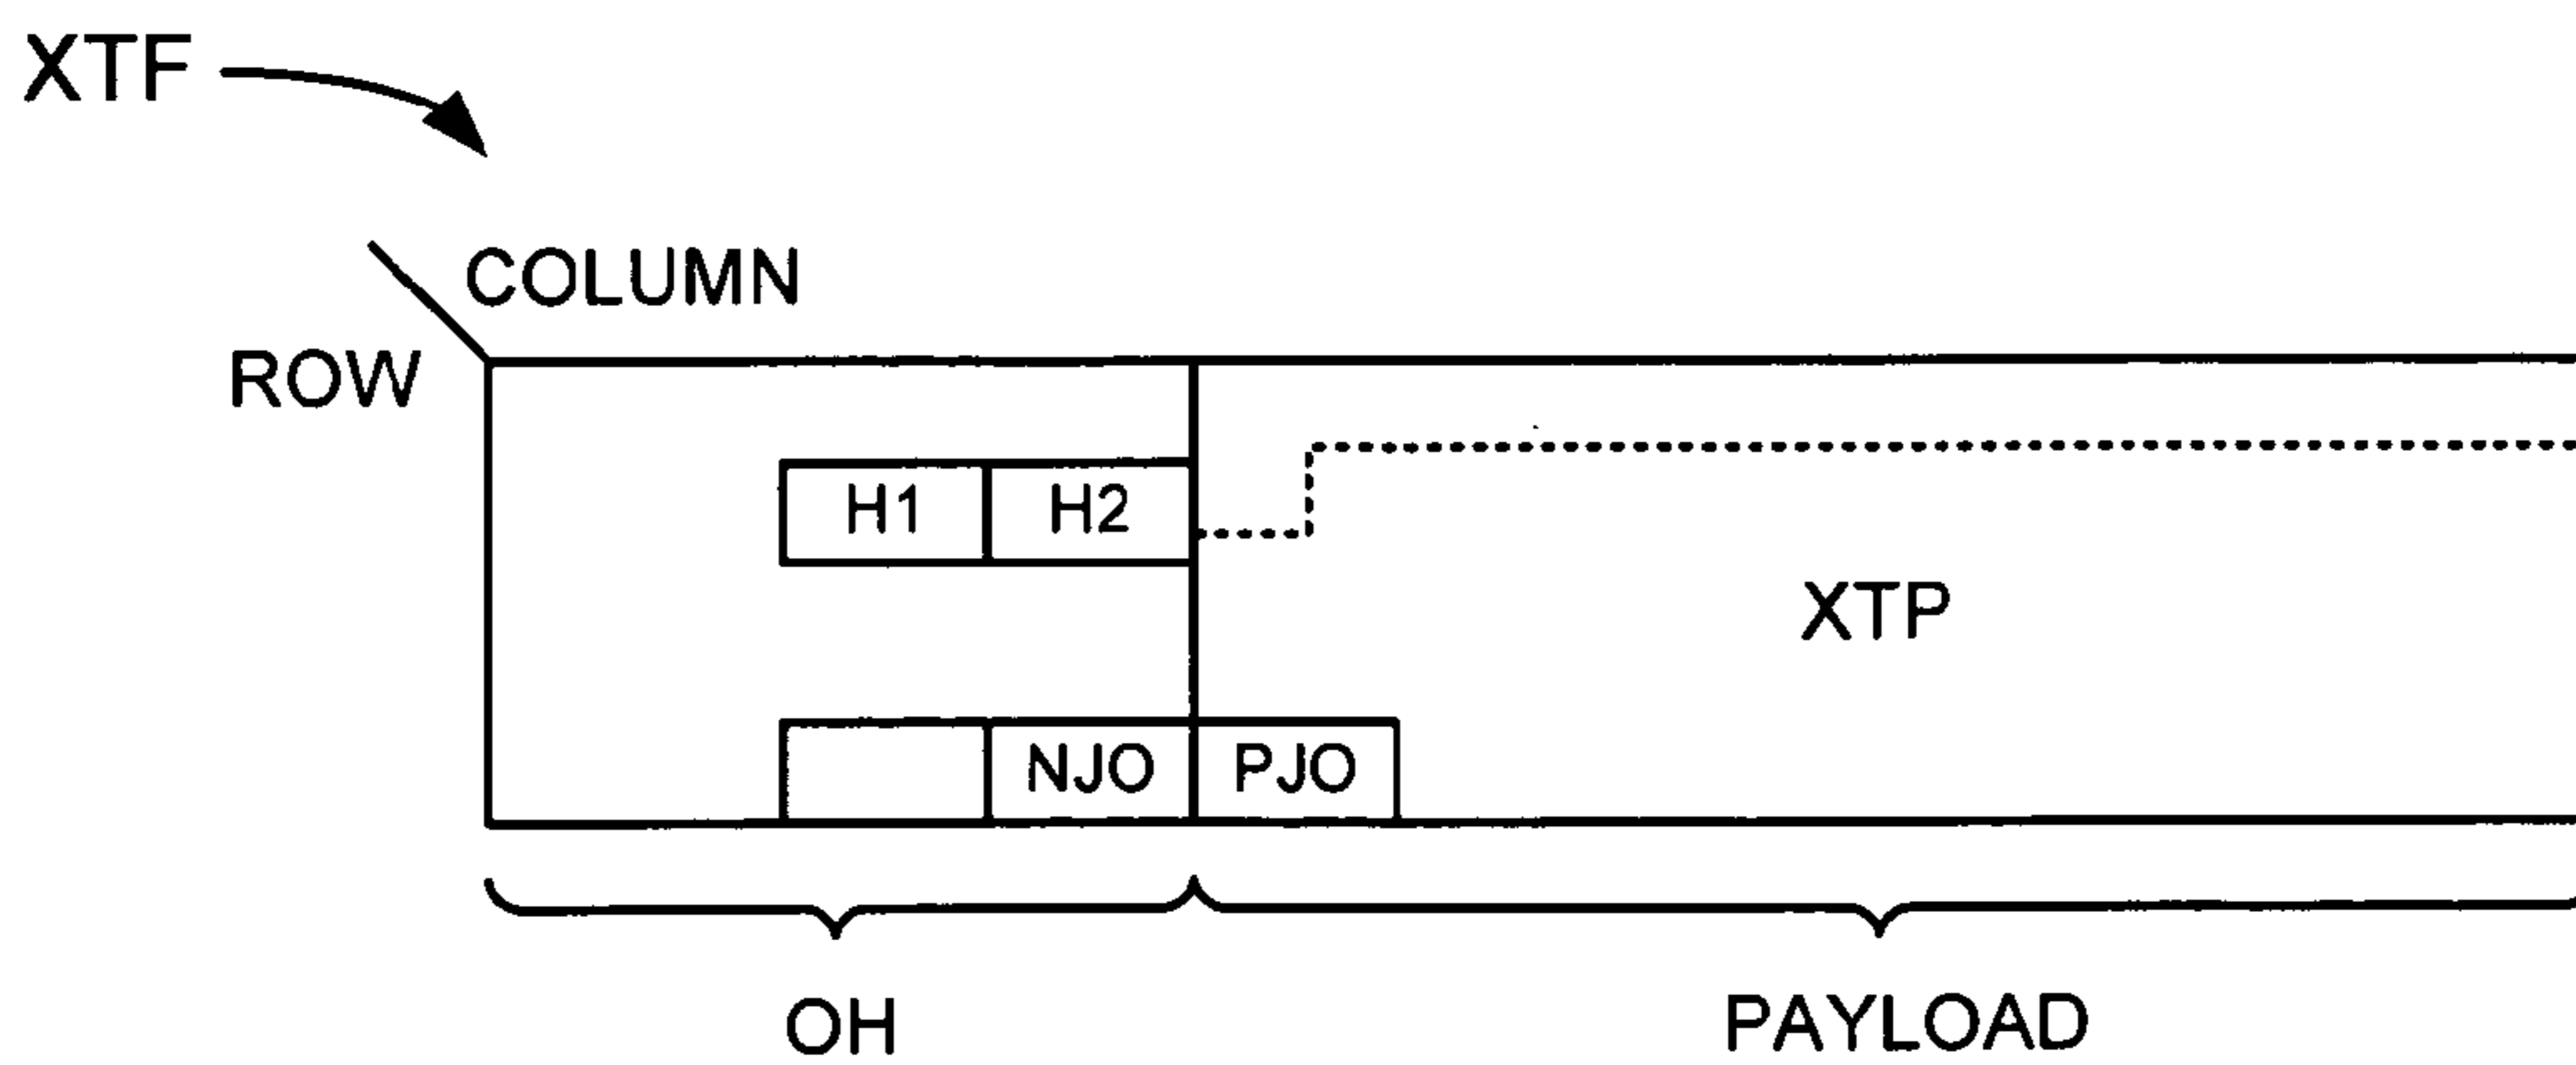 XTF
COLUMN
ROW
H1 H2
XTP
NJO PJO
OH PAYLOAD